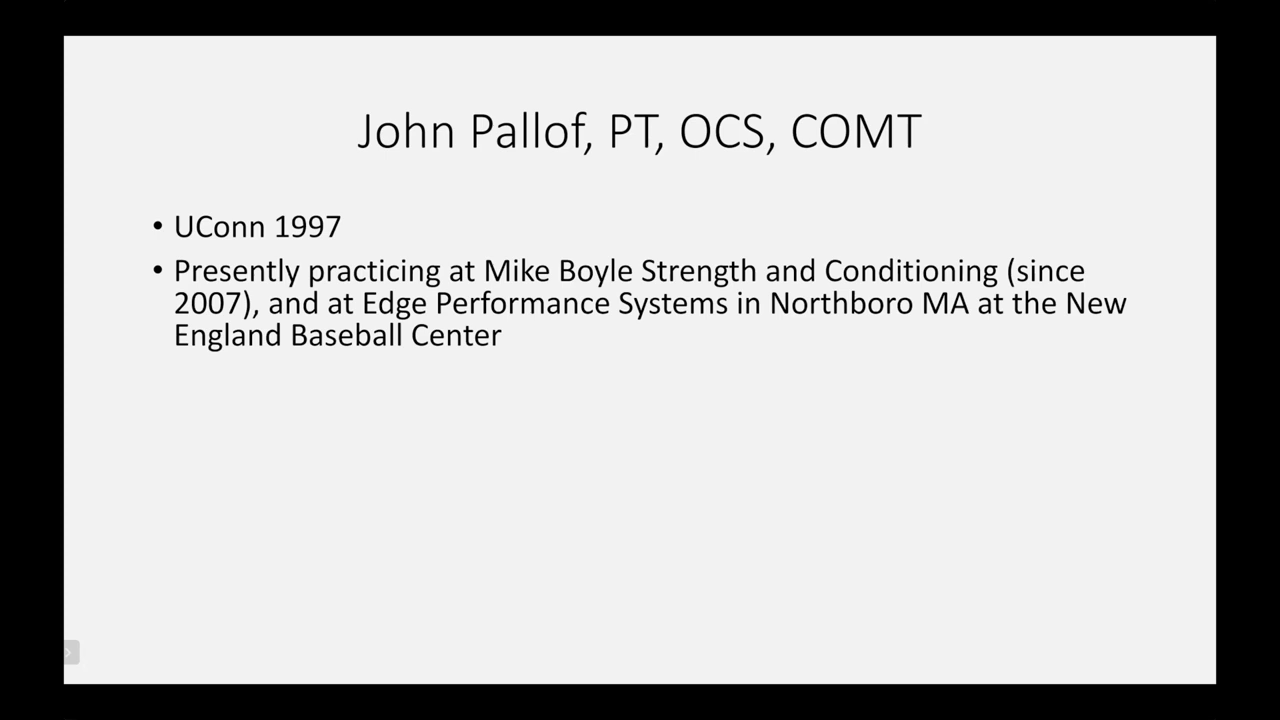 John Pallof, PT, OCS, COMT
• UConn 1997
• Presently practicing at Mike Boyle Strength and Conditioning (since
2007), and at Edge Performance Systems in Northboro MA at the New
England Baseball Center